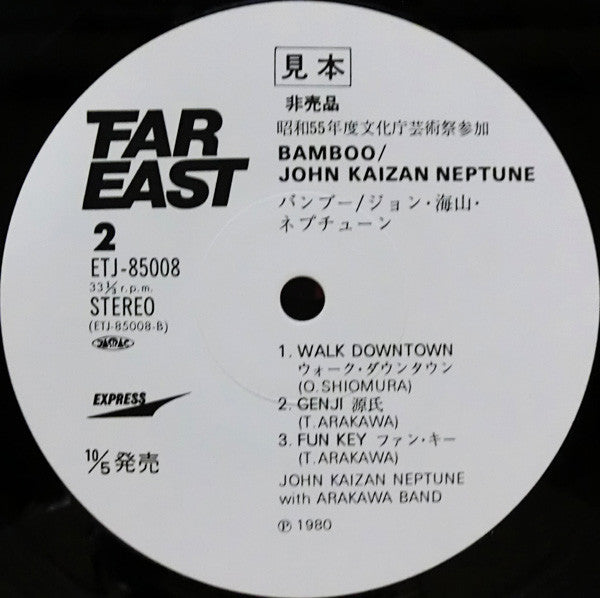 見本
非売品
昭和55年度文化庁芸術祭参加
BAMBOO/
JOHN KAIZAN NEPTUNE
バンブー/ジョン・海山・
ネプチューン
FAR
EAST
2
ETJ-85008
33⅓ r.p.m.
STEREO
(ETJ-85008-B)
JASRAC
EXPRESS
10/5 発売
1. WALK DOWNTOWN
ウォーク・ダウンタウン
(O. SHIOMURA)
2. GENJI 源氏
(T. ARAKAWA)
3. FUN KEY ファン・キー
(T. ARAKAWA)
JOHN KAIZAN NEPTUNE
with ARAKAWA BAND
℗ 1980